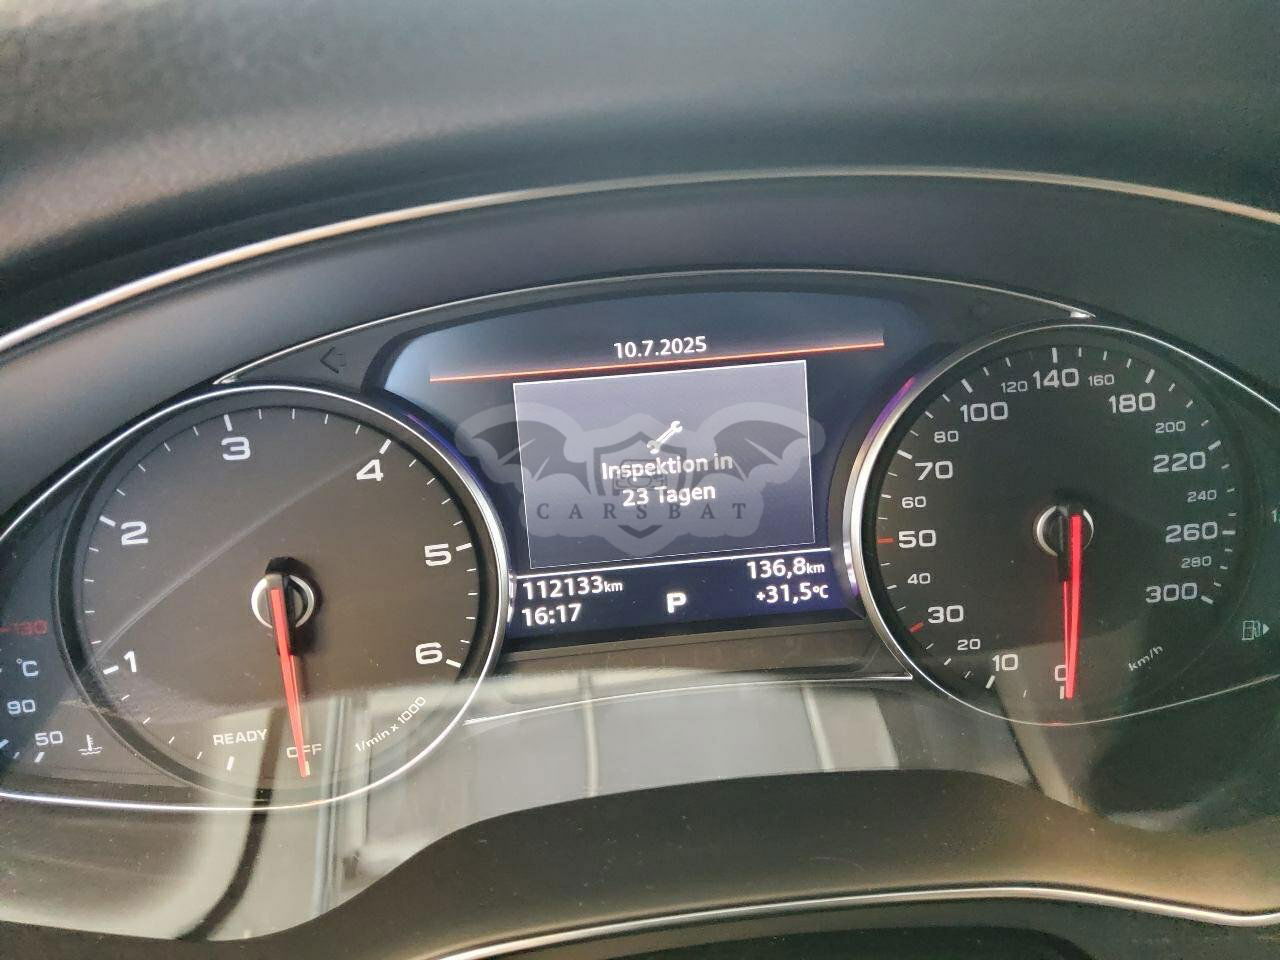 10.7.2025
Inspektion in
23 Tagen
CARSBAT
112133km
136,8km
16:17
P
+31,5°C
1
2
3
4
5
6
READY
OFF
1/min x 1000
130
°C
90
50
0
10
20
30
40
50
60
70
80
100
120
140
160
180
200
220
240
260
280
300
km/h